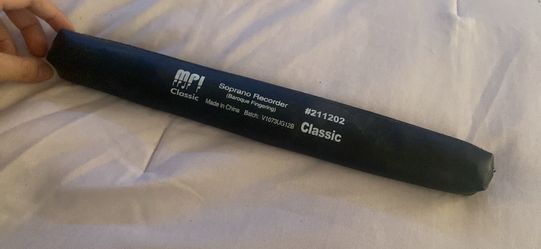 MPI
Classic
Soprano Recorder
(Baroque Fingering)
Made In China Batch: V1073UG12B
#211202
Classic